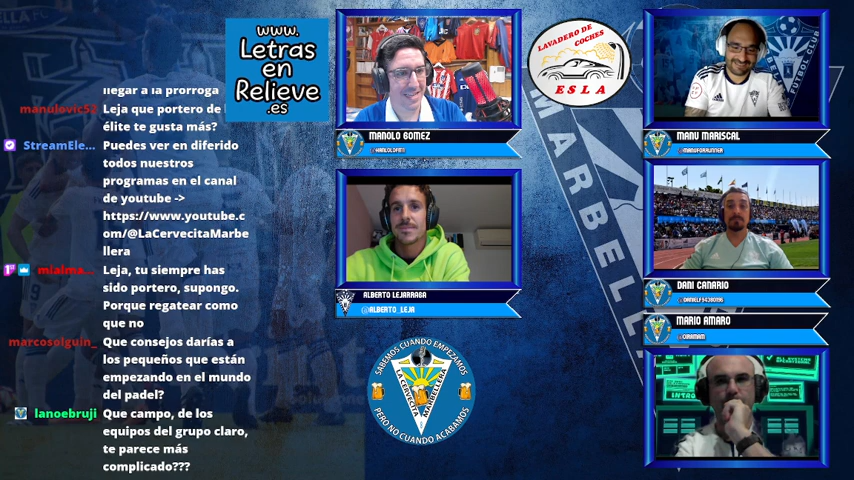 llegar a la prorroga
manulovic52 Leja que portero de
élite te gusta más?
StreamEle... Puedes ver en diferido
todos nuestros
programas en el canal
de youtube ->
https://www.youtube.c
om/@LaCervecitaMarbe
llera
mialma... Leja, tu siempre has
sido portero, supongo.
Porque regatear como
que no
marcosolguin_ Que consejos darías a
los pequeños que están
empezando en el mundo
del padel?
lanoebruji Que campo, de los
equipos del grupo claro,
te parece más
complicado???
www.
Letras
en
Relieve
.es
MANOLO GOMEZ
ALBERTO LEJARRAGA
@ALBERTO_LEJA
SABEMOS CUANDO EMPEZAMOS
LA CERVECITA
MARBELLERA
PERO NO CUANDO ACABAMOS
LAVADERO DE
COCHES
ESLA
MARBELL
FUTBOL CLUB
MANU MARISCAL
DANI CANARIO
MARIO AMARO